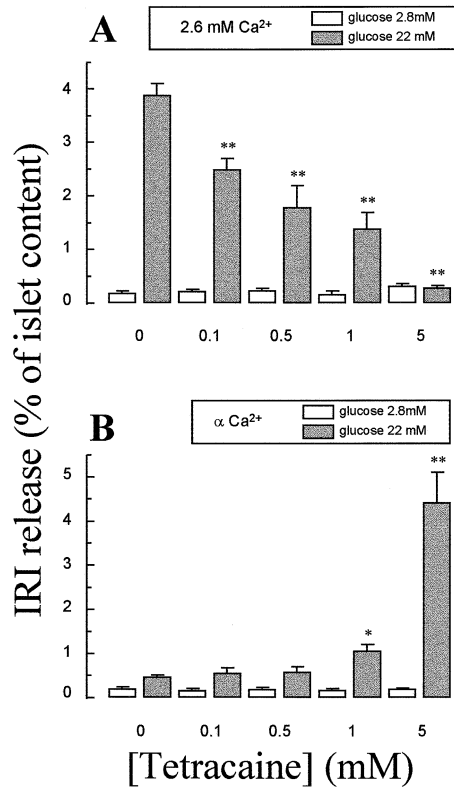 A
2.6 mM Ca2+
glucose 2.8mM
glucose 22 mM
4
3
2
1
0
**
**
**
**
0 0.1 0.5 1 5
IRI release (% of islet content)
B
α Ca2+
glucose 2.8mM
glucose 22 mM
5
4
3
2
1
0
*
**
0 0.1 0.5 1 5
[Tetracaine] (mM)